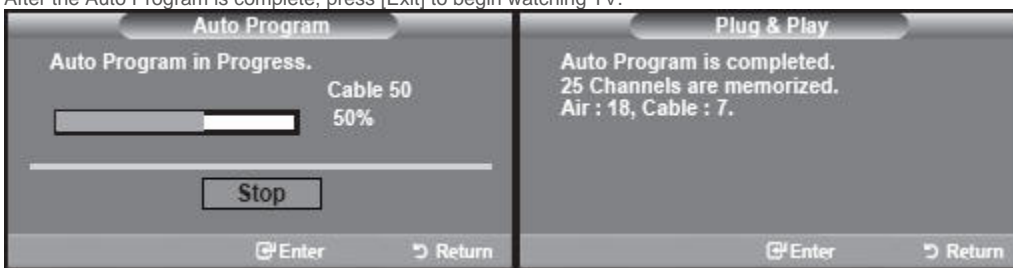 After the Auto Program is complete, press [Exit] to begin watching TV.
Auto Program
Auto Program in Progress.
Cable 50
50%
Stop
Enter
Return
Plug & Play
Auto Program is completed.
25 Channels are memorized.
Air : 18, Cable : 7.
Enter
Return